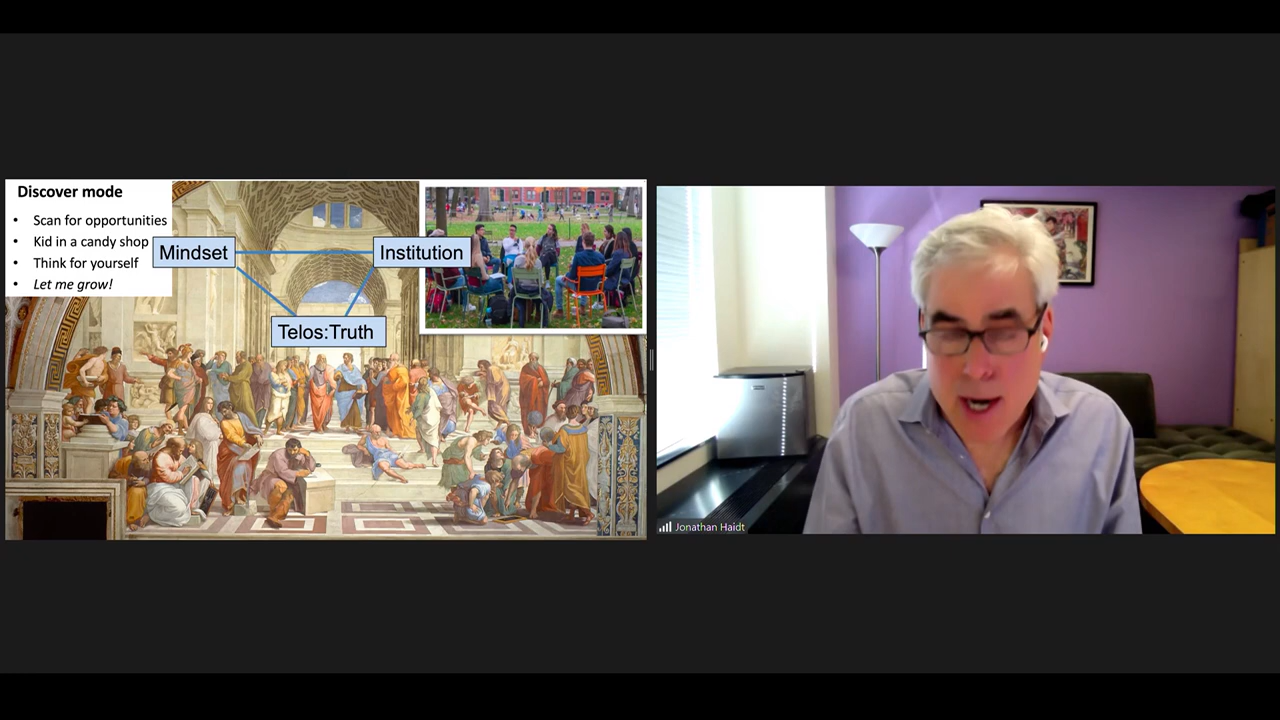 Discover mode
• Scan for opportunities
• Kid in a candy shop
• Think for yourself
• Let me grow!
Mindset
Institution
Telos:Truth
Jonathan Haidt